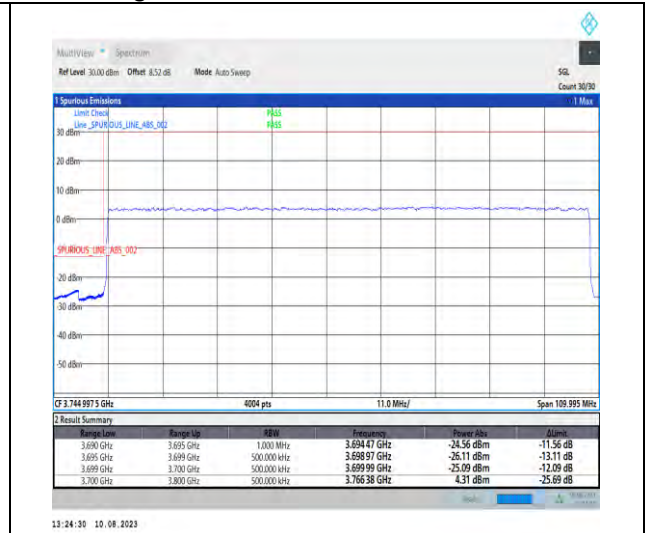 MultiView Spectrum
Ref Level 30.00 dBm Offset 8.52 dB Mode Auto Sweep SGL
Count 30/30
1 Spurious Emissions 1 Max
Limit Check PASS
Line _SPURIOUS_LINE_ABS_002 PASS
30 dBm
20 dBm
10 dBm
0 dBm
SPURIOUS_LINE_ABS_002
-20 dBm
-30 dBm
-40 dBm
-50 dBm
CF 3.744 997 5 GHz 4004 pts 11.0 MHz/ Span 109.995 MHz
2 Result Summary
Range Low Range Up RBW Frequency Power Abs ΔLimit
3.690 GHz 3.695 GHz 1.000 MHz 3.694 47 GHz -24.56 dBm -11.56 dB
3.695 GHz 3.699 GHz 500.000 kHz 3.698 97 GHz -26.11 dBm -13.11 dB
3.699 GHz 3.700 GHz 500.000 kHz 3.699 99 GHz -25.09 dBm -12.09 dB
3.700 GHz 3.800 GHz 500.000 kHz 3.766 38 GHz 4.31 dBm -25.69 dB
13:24:30 10.08.2023